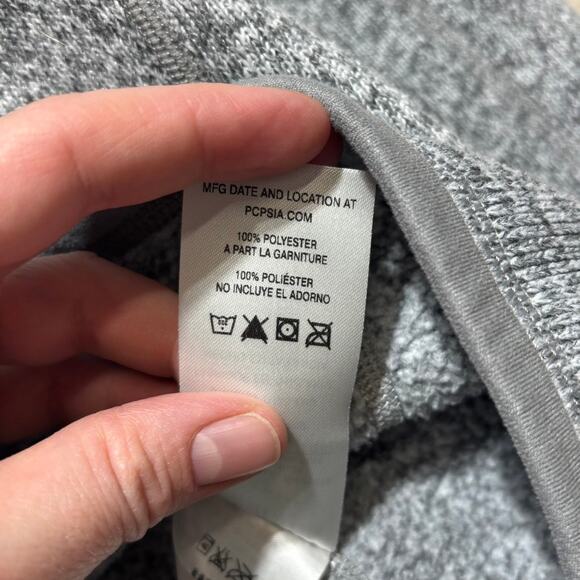 MFG DATE AND LOCATION AT
PCPSIA.COM
100% POLYESTER
A PART LA GARNITURE
100% POLIÉSTER
NO INCLUYE EL ADORNO